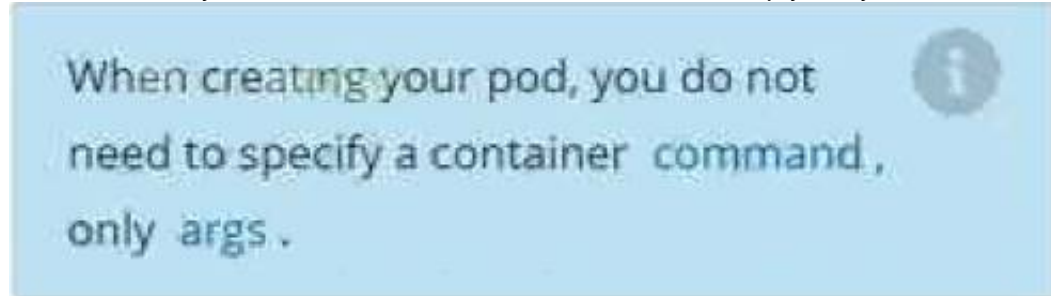 When creating your pod, you do not
need to specify a container command,
only args.